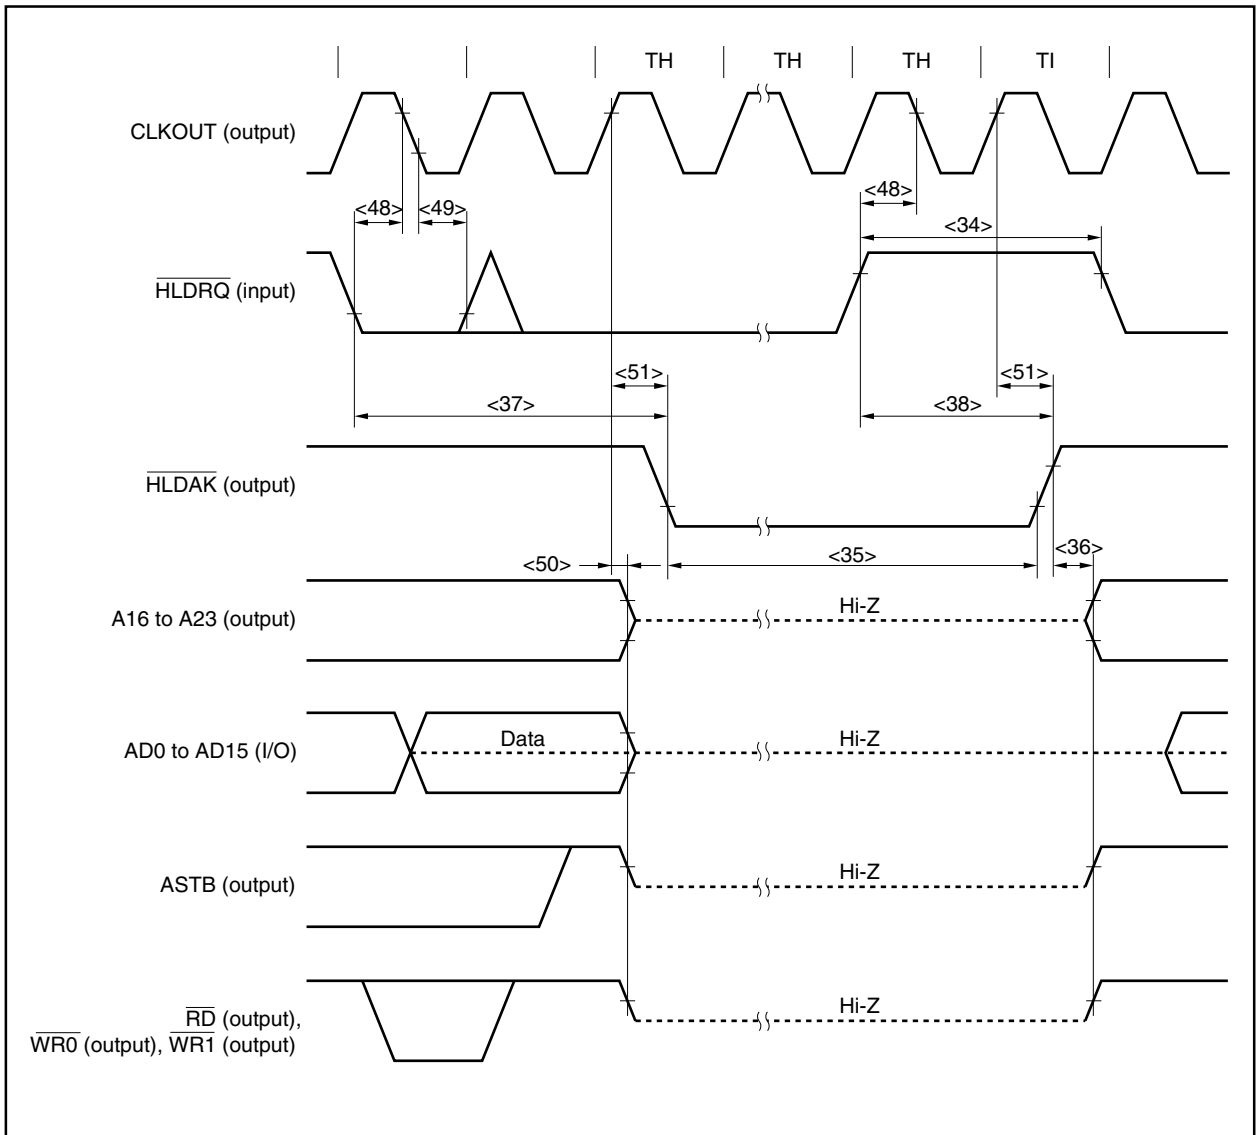 TH TH TH TI
CLKOUT (output)
<48> <49> <48>
<34>
HLDRQ (input)
<51> <51>
<37> <38>
HLDAK (output)
<50> <35> <36>
A16 to A23 (output) Hi-Z
AD0 to AD15 (I/O) Data Hi-Z
ASTB (output) Hi-Z
RD (output), Hi-Z
WR0 (output), WR1 (output)